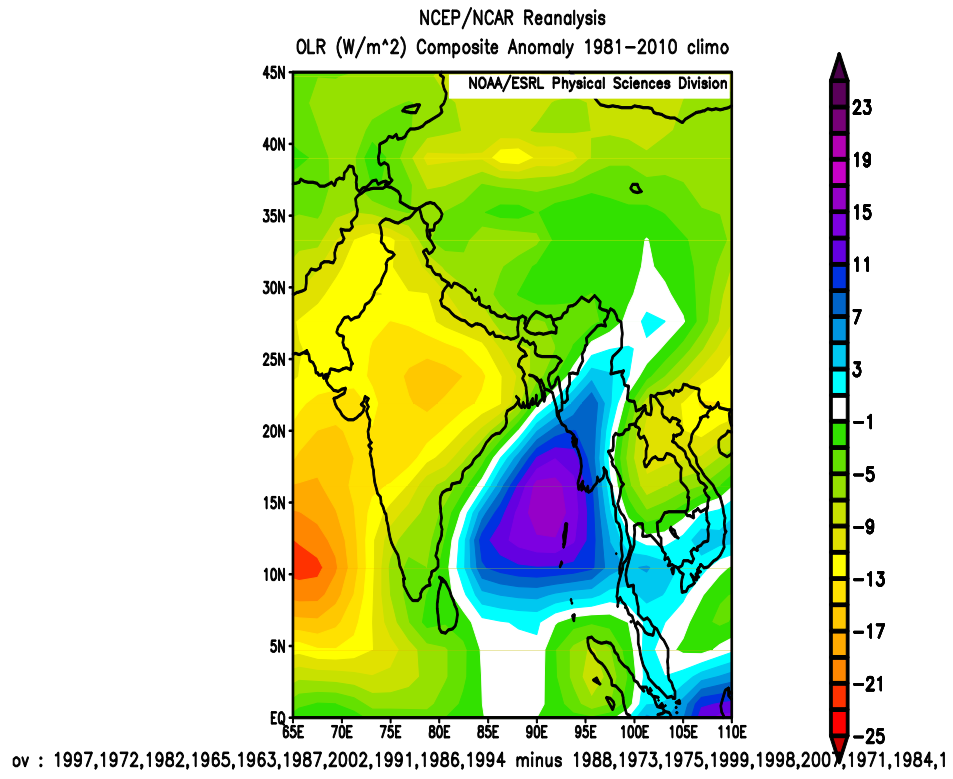 NCEP/NCAR Reanalysis
OLR (W/m^2) Composite Anomaly 1981-2010 climo
NOAA/ESRL Physical Sciences Division
45N
40N
35N
30N
25N
20N
15N
10N
5N
EQ
65E 70E 75E 80E 85E 90E 95E 100E 105E 110E
23
19
15
11
7
3
-1
-5
-9
-13
-17
-21
-25
ov : 1997,1972,1982,1965,1963,1987,2002,1991,1986,1994 minus 1988,1973,1975,1999,1998,2007,1971,1984,1